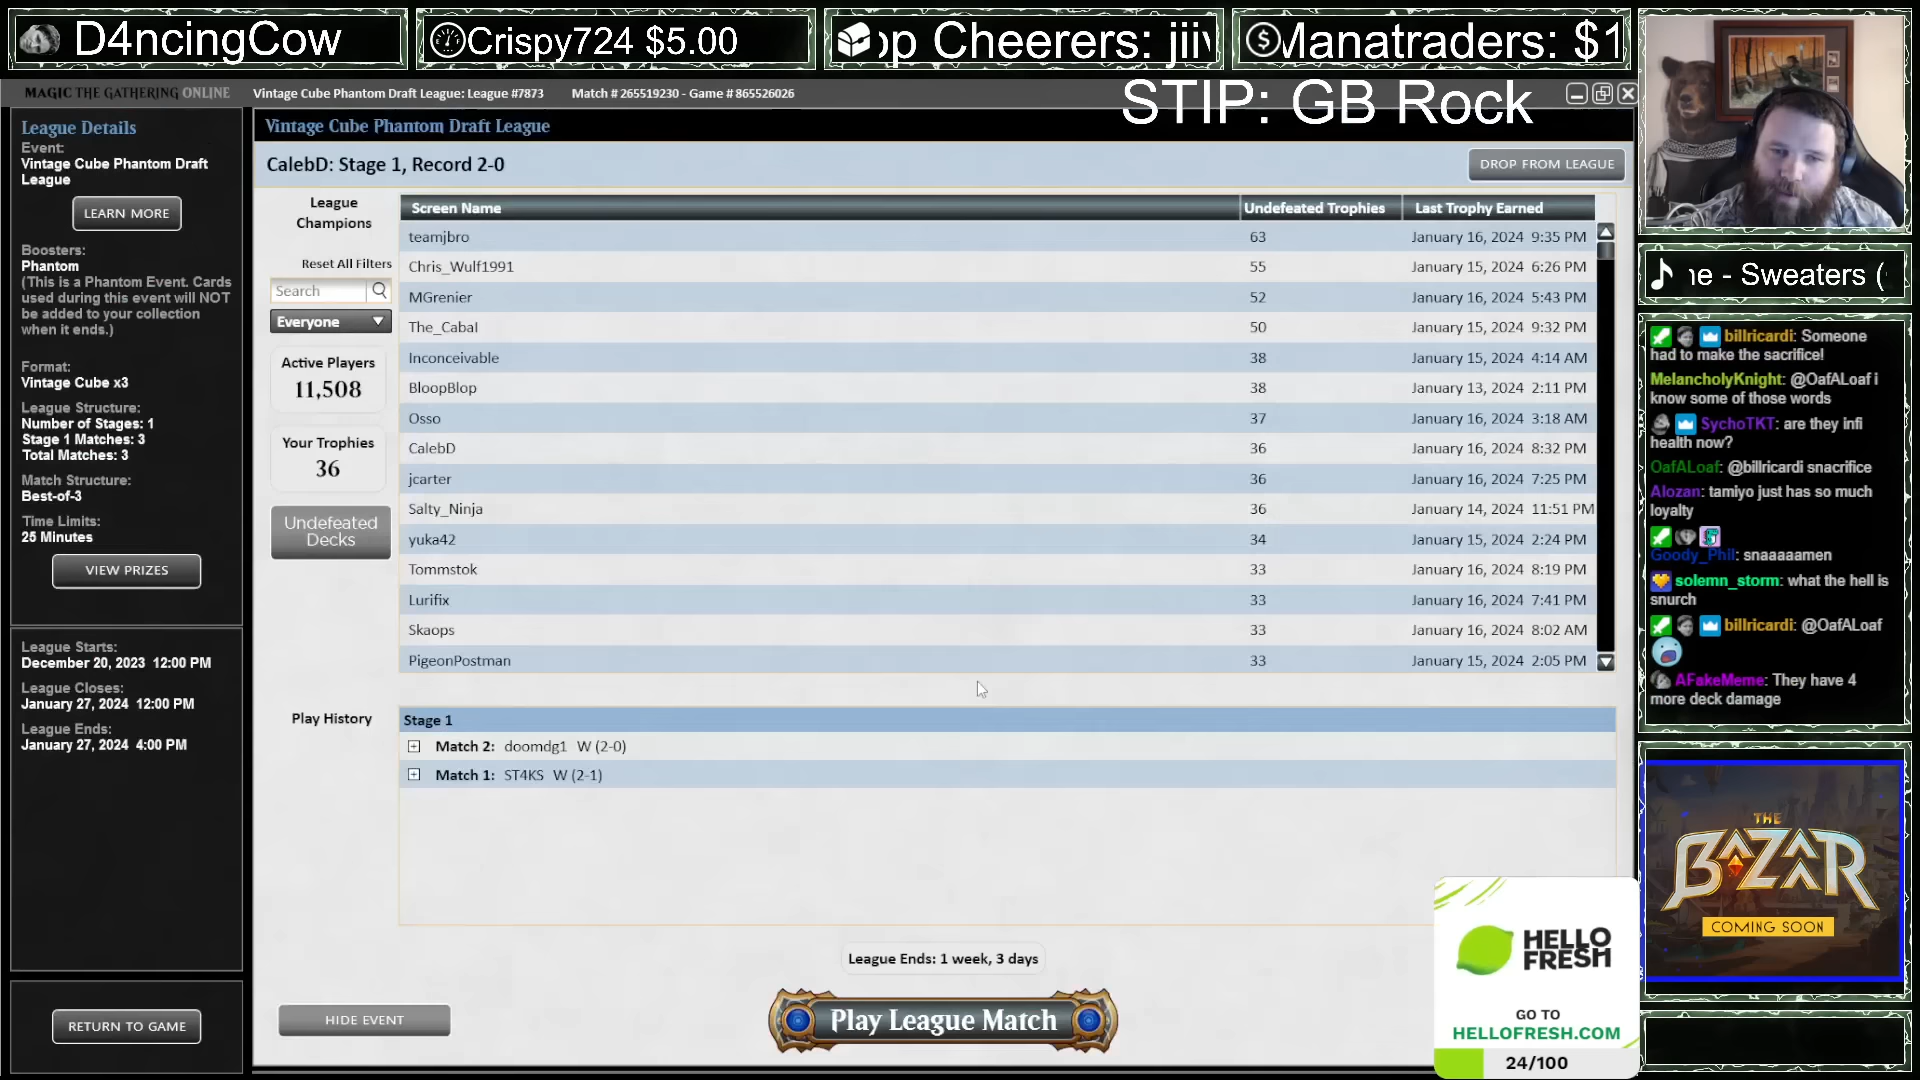 D4ncingCow
Crispy724 $5.00
op Cheerers: jiiv
Manatraders: $1
STIP: GB Rock
MAGIC THE GATHERING ONLINE
Vintage Cube Phantom Draft League: League #7873
Match # 265519230 - Game # 865526026
League Details
Event:
Vintage Cube Phantom Draft
League
LEARN MORE
Boosters:
Phantom
(This is a Phantom Event. Cards
used during this event will NOT
be added to your collection
when it ends.)
Format:
Vintage Cube x3
League Structure:
Number of Stages: 1
Stage 1 Matches: 3
Total Matches: 3
Match Structure:
Best-of-3
Time Limits:
25 Minutes
VIEW PRIZES
League Starts:
December 20, 2023 12:00 PM
League Closes:
January 27, 2024 12:00 PM
League Ends:
January 27, 2024 4:00 PM
RETURN TO GAME
Vintage Cube Phantom Draft League
CalebD: Stage 1, Record 2-0
DROP FROM LEAGUE
League
Champions
Reset All Filters
Search
Everyone
Active Players
11,508
Your Trophies
36
Undefeated
Decks
Screen Name Undefeated Trophies Last Trophy Earned
teamjbro 63 January 16, 2024 9:35 PM
Chris_Wulf1991 55 January 15, 2024 6:26 PM
MGrenier 52 January 16, 2024 5:43 PM
The_Cabal 50 January 15, 2024 9:32 PM
Inconceivable 38 January 15, 2024 4:14 AM
BloopBlop 38 January 13, 2024 2:11 PM
Osso 37 January 16, 2024 3:18 AM
CalebD 36 January 16, 2024 8:32 PM
jcarter 36 January 16, 2024 7:25 PM
Salty_Ninja 36 January 14, 2024 11:51 PM
yuka42 34 January 15, 2024 2:24 PM
Tommstok 33 January 16, 2024 8:19 PM
Lurifix 33 January 16, 2024 7:41 PM
Skaops 33 January 16, 2024 8:02 AM
PigeonPostman 33 January 15, 2024 2:05 PM
Play History
Stage 1
Match 2: doomdg1 W (2-0)
Match 1: ST4KS W (2-1)
League Ends: 1 week, 3 days
HIDE EVENT
Play League Match
ne - Sweaters (
billricardi: Someone
had to make the sacrifice!
MelancholyKnight: @OafALoaf i
know some of those words
SychoTKT: are they infi
health now?
OafALoaf: @billricardi snacrifice
Alozan: tamiyo just has so much
loyalty
Goody_Phil: snaaaaamen
solemn_storm: what the hell is
snurch
billricardi: @OafALoaf
AFakeMeme: They have 4
more deck damage
THE
BAZAAR
COMING SOON
HELLO
FRESH
GO TO
HELLOFRESH.COM
24/100